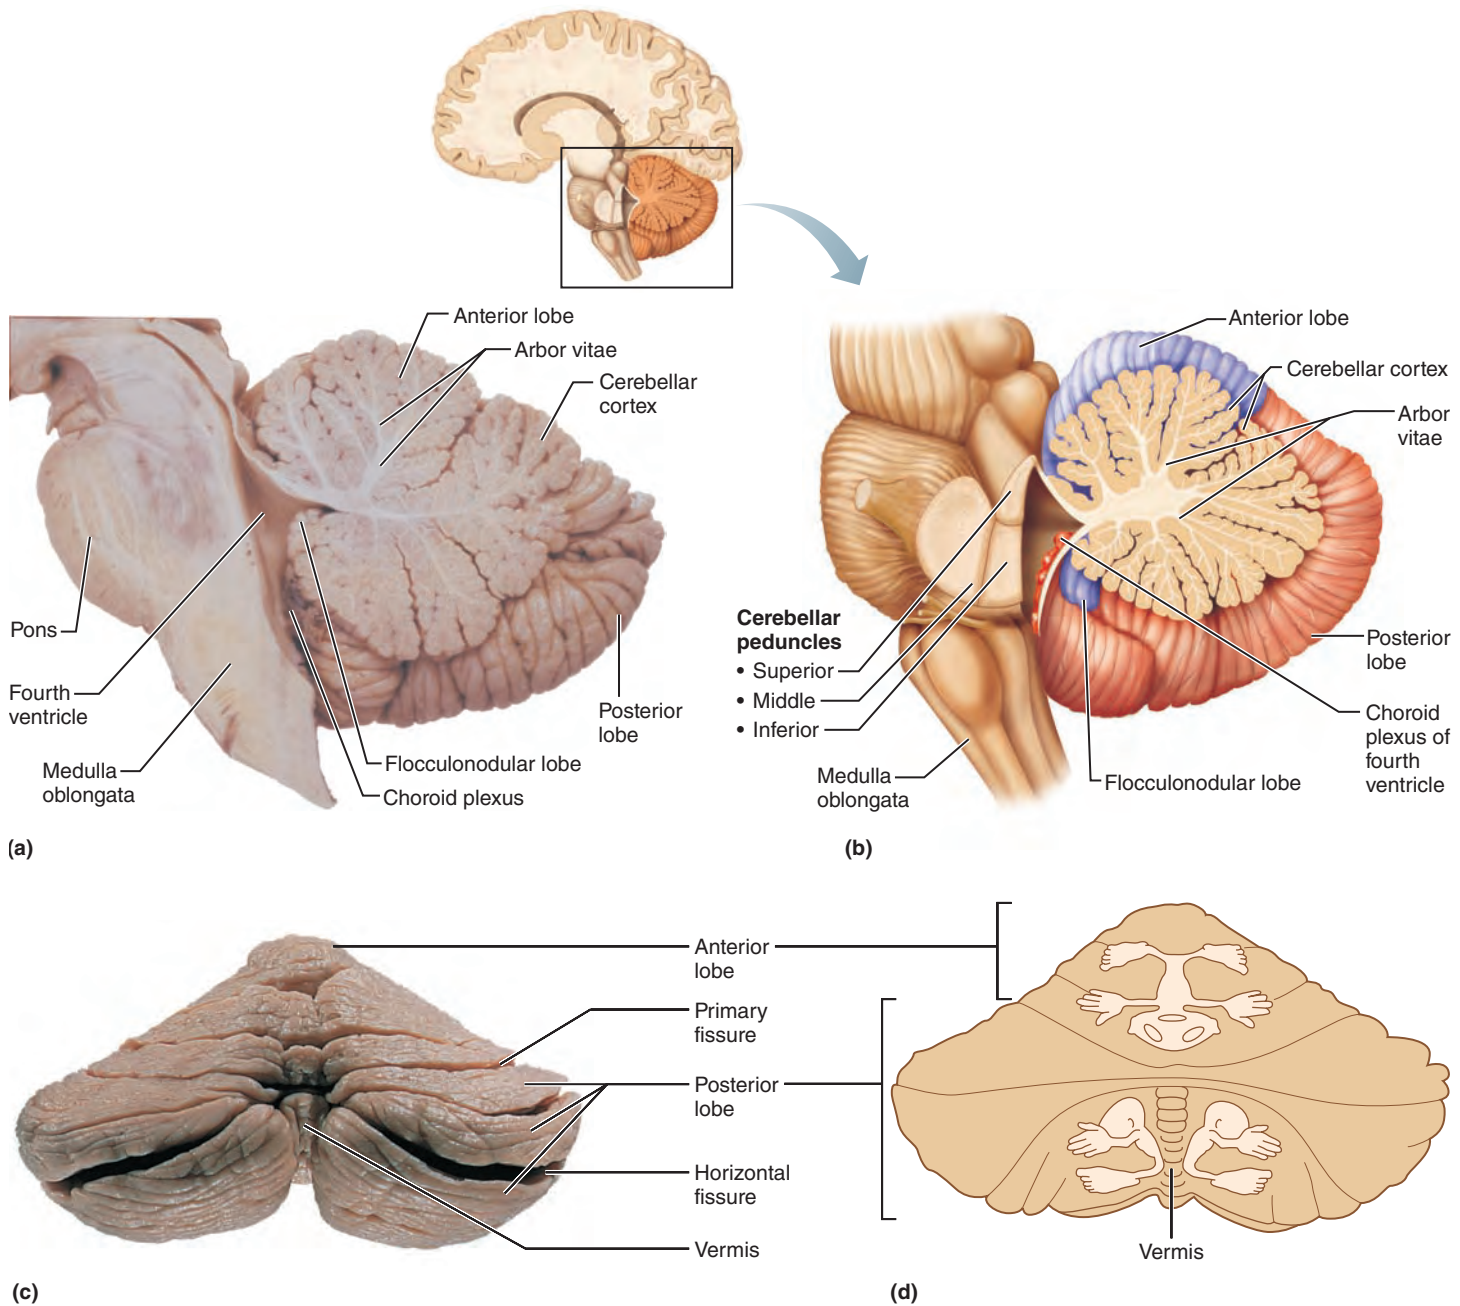 Anterior lobe
Arbor vitae
Cerebellar
cortex
Pons
Fourth
ventricle
Medulla
oblongata
Posterior
lobe
Flocculonodular lobe
Choroid plexus
(a)
Anterior lobe
Cerebellar cortex
Arbor
vitae
Cerebellar
peduncles
• Superior
• Middle
• Inferior
Medulla
oblongata
Posterior
lobe
Choroid
plexus of
fourth
ventricle
Flocculonodular lobe
(b)
Anterior
lobe
Primary
fissure
Posterior
lobe
Horizontal
fissure
Vermis
(c)
Vermis
(d)